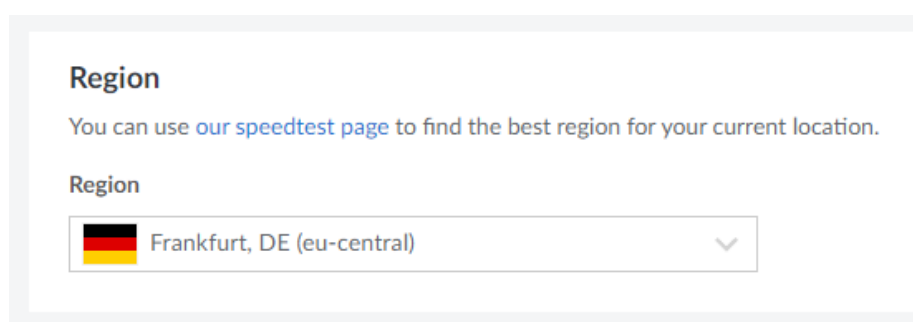 Region
You can use our speedtest page to find the best region for your current location.
Region
Frankfurt, DE (eu-central)